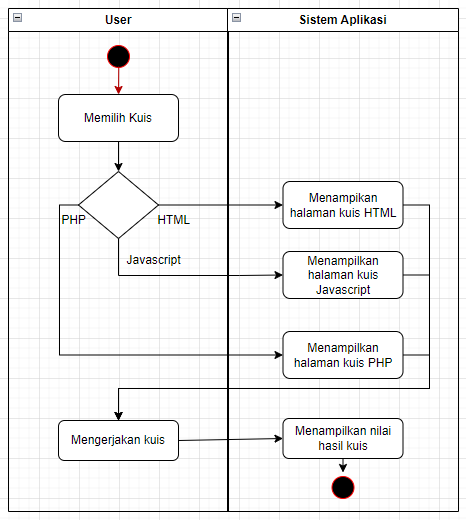 User
Sistem Aplikasi
Memilih Kuis
PHP
HTML
Javascript
Menampikan
halaman kuis HTML
Menampilkan
halaman kuis
Javascript
Menampilkan
halaman kuis PHP
Mengerjakan kuis
Menampilkan nilai
hasil kuis